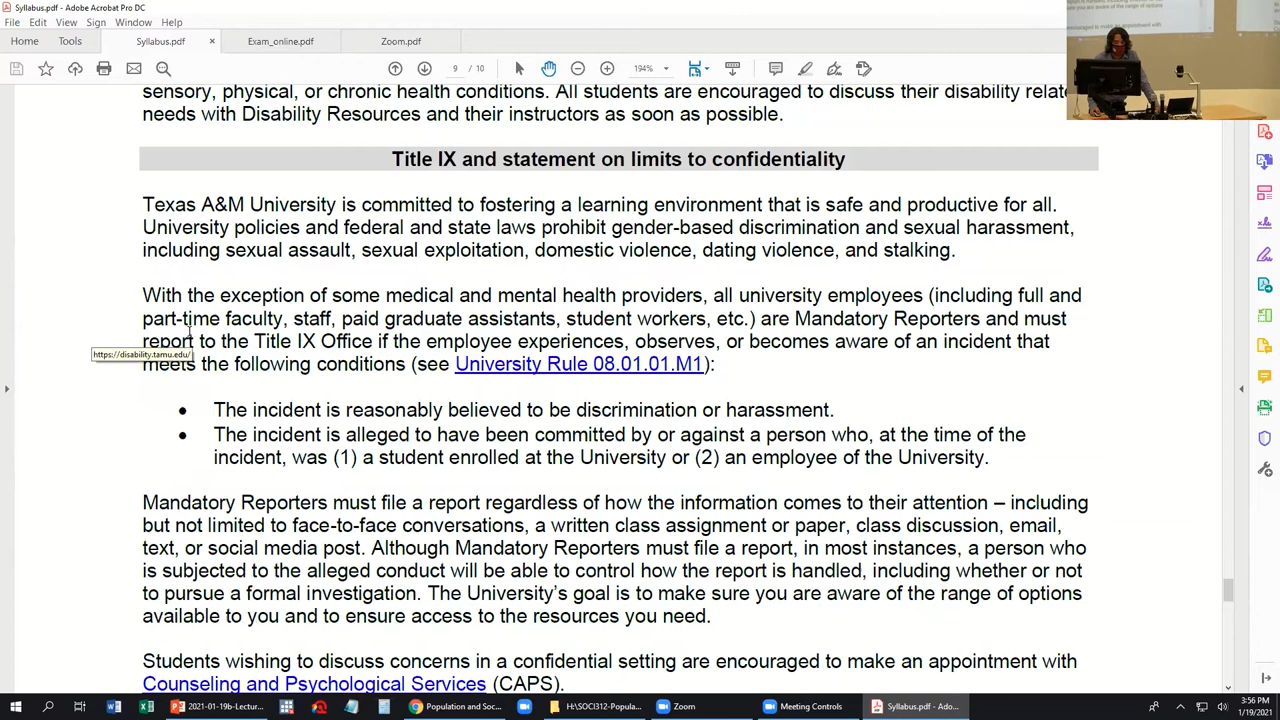 Syllabus.pdf - Adobe Acrobat Pro DC
File Edit View Sign Window Help
Home Tools Syllabus.pdf × Exam_online.pdf Zoom.pdf
9 / 10 194%
sensory, physical, or chronic health conditions. All students are encouraged to discuss their disability relate
needs with Disability Resources and their instructors as soon as possible.
Title IX and statement on limits to confidentiality
Texas A&M University is committed to fostering a learning environment that is safe and productive for all.
University policies and federal and state laws prohibit gender-based discrimination and sexual harassment,
including sexual assault, sexual exploitation, domestic violence, dating violence, and stalking.
With the exception of some medical and mental health providers, all university employees (including full and
part-time faculty, staff, paid graduate assistants, student workers, etc.) are Mandatory Reporters and must
report to the Title IX Office if the employee experiences, observes, or becomes aware of an incident that
https://disability.tamu.edu/
meets the following conditions (see University Rule 08.01.01.M1):
• The incident is reasonably believed to be discrimination or harassment.
• The incident is alleged to have been committed by or against a person who, at the time of the
incident, was (1) a student enrolled at the University or (2) an employee of the University.
Mandatory Reporters must file a report regardless of how the information comes to their attention – including
but not limited to face-to-face conversations, a written class assignment or paper, class discussion, email,
text, or social media post. Although Mandatory Reporters must file a report, in most instances, a person who
is subjected to the alleged conduct will be able to control how the report is handled, including whether or not
to pursue a formal investigation. The University's goal is to make sure you are aware of the range of options
available to you and to ensure access to the resources you need.
Students wishing to discuss concerns in a confidential setting are encouraged to make an appointment with
Counseling and Psychological Services (CAPS).
2021-01-19b-Lectur... Population and Soc... H:\SOCI312-Popula... Zoom Meeting Controls Syllabus.pdf - Ado...
3:56 PM
1/19/2021